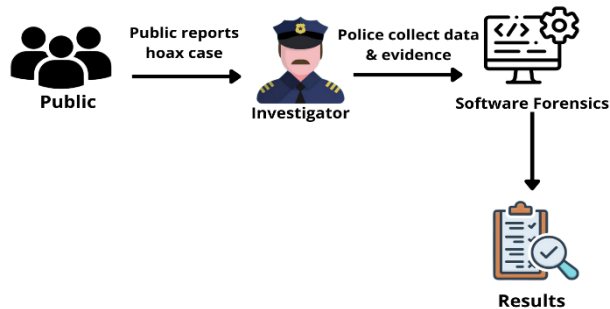 Public reports
hoax case
Police collect data
& evidence
Public
Investigator
Software Forensics
Results